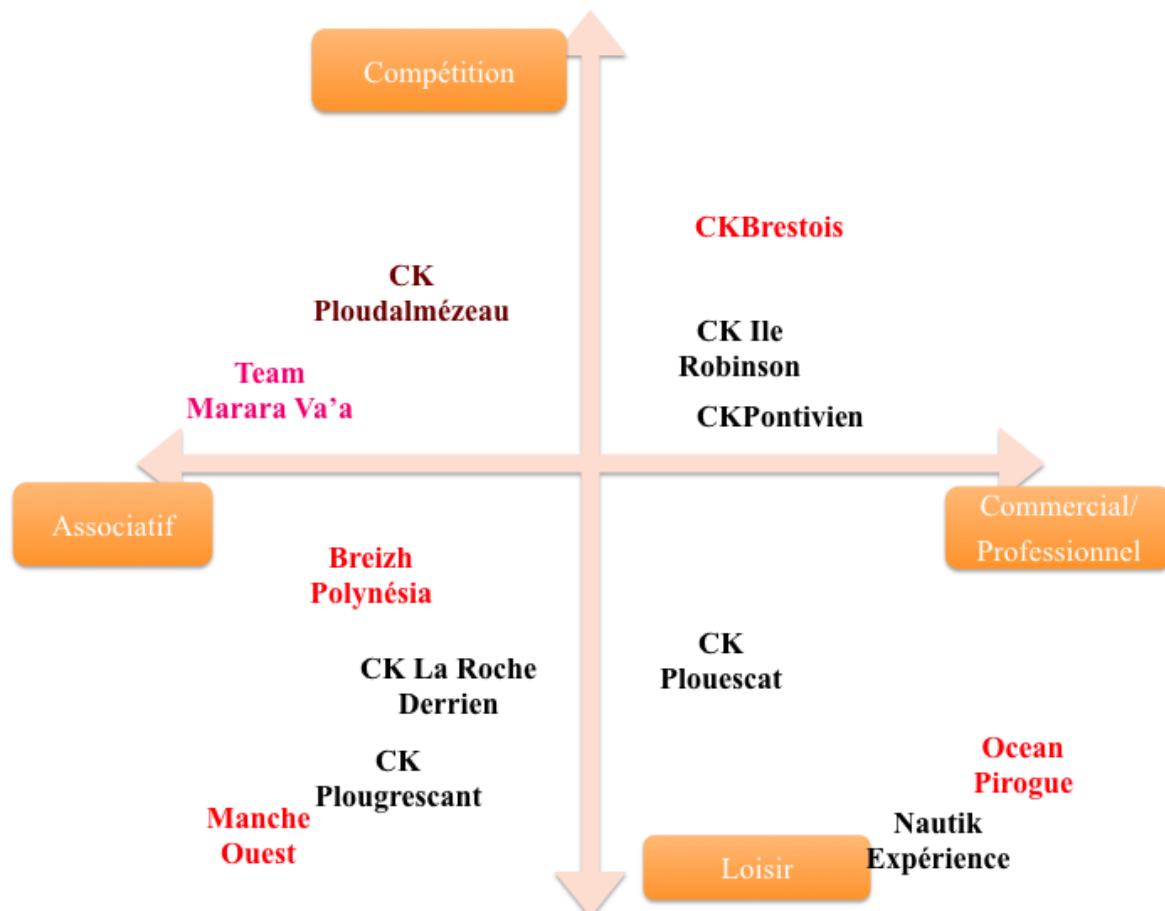 Compétition
CKBrestois
CK
Ploudalmézeau
CK Ile
Robinson
Team
Marara Va’a
CKPontivien
Associatif
Commercial/
Professionnel
Breizh
Polynésia
CK La Roche
Derrien
CK
Plouescat
CK
Plougrescant
Ocean
Pirogue
Manche
Ouest
Nautik
Expérience
Loisir